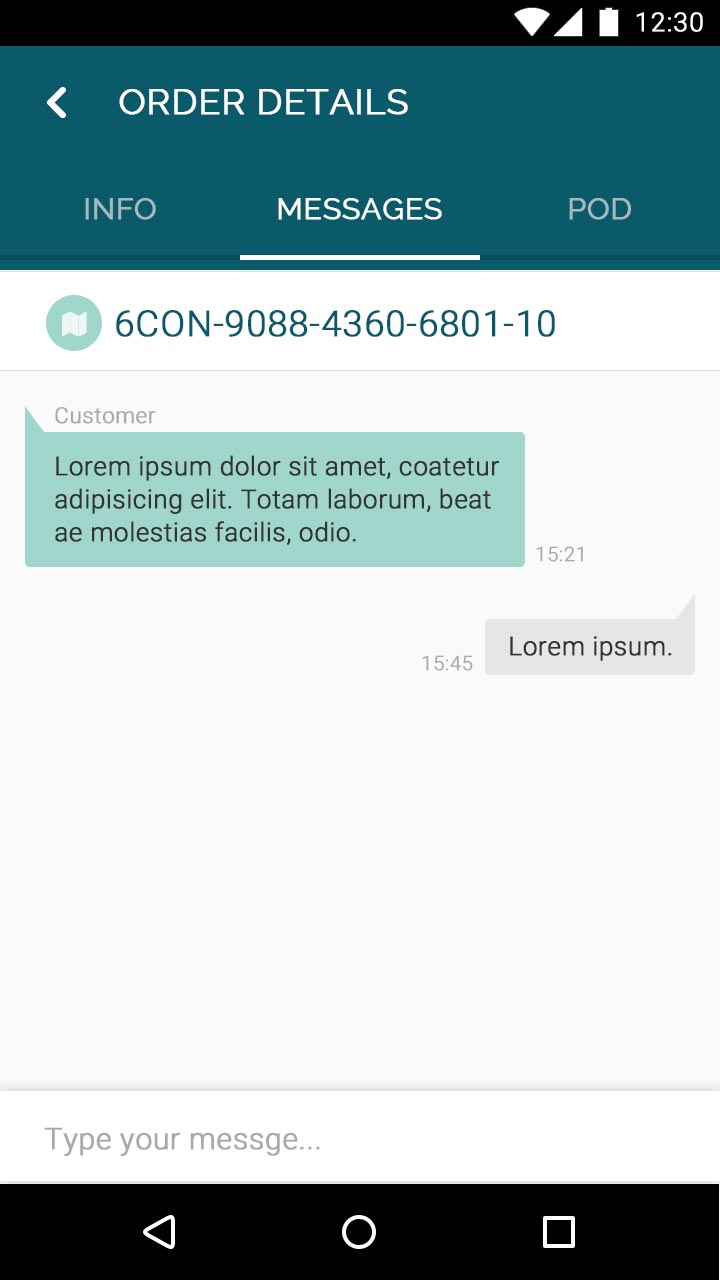 12:30
ORDER DETAILS
INFO MESSAGES POD
6CON-9088-4360-6801-10
Customer
Lorem ipsum dolor sit amet, coatetur
adipisicing elit. Totam laborum, beat
ae molestias facilis, odio.
15:21
Lorem ipsum.
15:45
Type your messge...